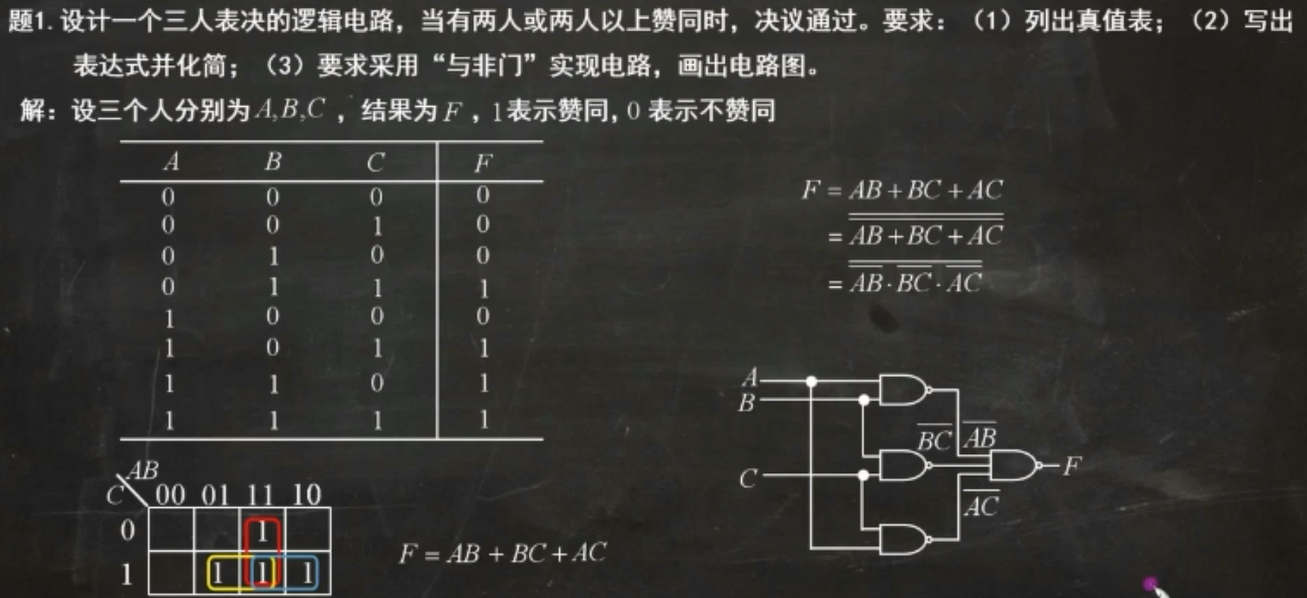 题1. 设计一个三人表决的逻辑电路，当有两人或两人以上赞同时，决议通过。要求：（1）列出真值表；（2）写出
表达式并化简；（3）要求采用“与非门”实现电路，画出电路图。
解：设三个人分别为 A,B,C ，结果为 F ，1表示赞同, 0 表示不赞同
A B C F
0 0 0 0
0 0 1 0
0 1 0 0
0 1 1 1
1 0 0 0
1 0 1 1
1 1 0 1
1 1 1 1
F = AB + BC + AC
= \overline{\overline{AB + BC + AC}}
= \overline{\overline{AB} · \overline{BC} · \overline{AC}}
A
B
C
\overline{BC} \overline{AB}
F
\overline{AC}
AB
C 00 01 11 10
0 1
1 1 1 1
F = AB + BC + AC